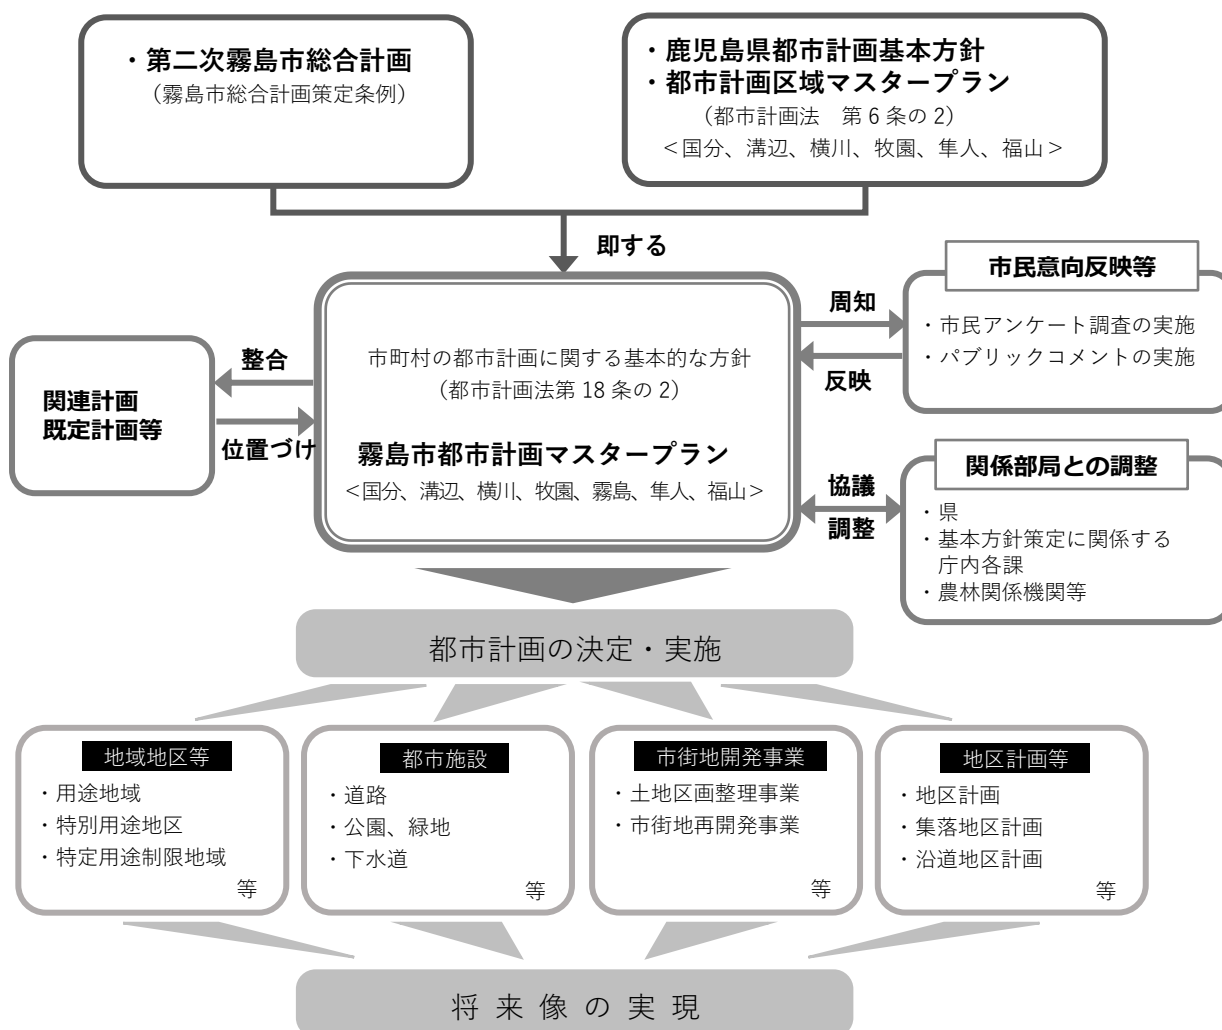 ・第二次霧島市総合計画
（霧島市総合計画策定条例）
・鹿児島県都市計画基本方針
・都市計画区域マスタープラン
（都市計画法　第６条の２）
＜国分、溝辺、横川、牧園、隼人、福山＞
即する
市民意向反映等
・市民アンケート調査の実施
・パブリックコメントの実施
周知
反映
整合
位置づけ
関連計画
既定計画等
市町村の都市計画に関する基本的な方針
（都市計画法第 18 条の２）
霧島市都市計画マスタープラン
＜国分、溝辺、横川、牧園、霧島、隼人、福山＞
協議
調整
関係部局との調整
・県
・基本方針策定に関係する
庁内各課
・農林関係機関等
都市計画の決定・実施
地域地区等
・用途地域
・特別用途地区
・特定用途制限地域
等
都市施設
・道路
・公園、緑地
・下水道
等
市街地開発事業
・土地区画整理事業
・市街地再開発事業
等
地区計画等
・地区計画
・集落地区計画
・沿道地区計画
等
将来像の実現